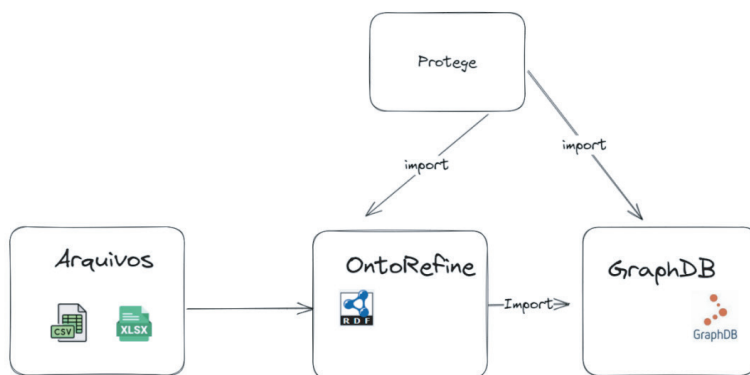 Protege
import
import
Arquivos
CSV
XLSX
OntoRefine
RDF
Import
GraphDB
GraphDB